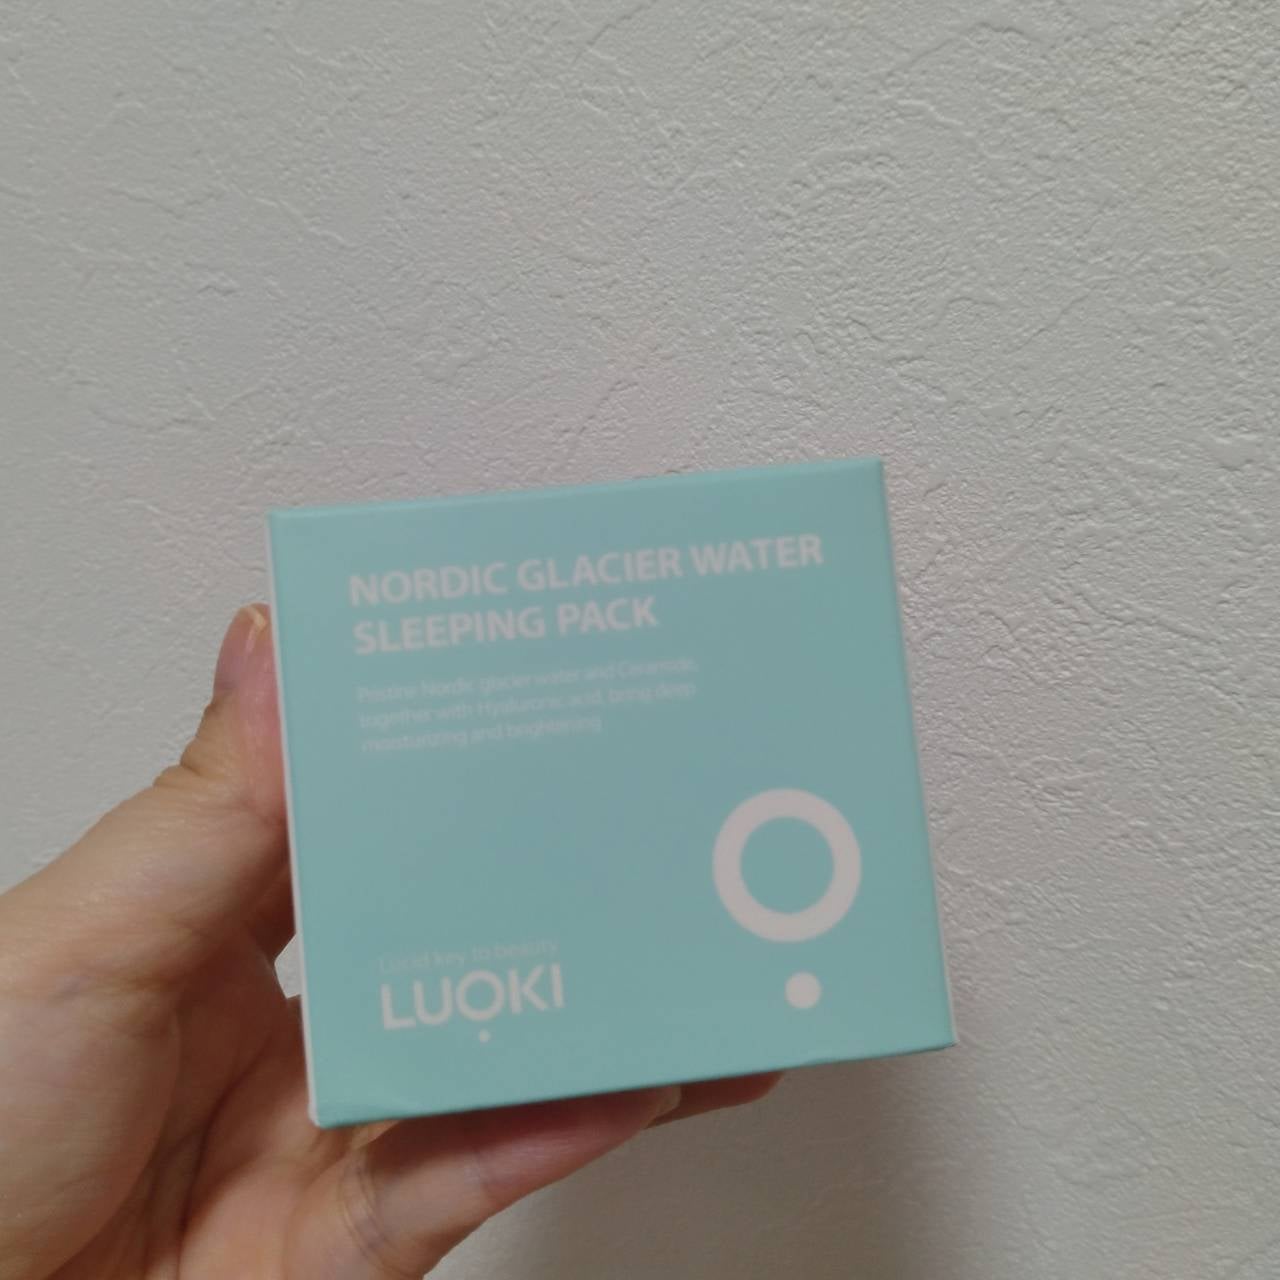 NORDIC GLACIER WATER
SLEEPING PACK
Pristine Nordic glacier water and Ceramide,
together with Hyaluronic acid, bring deep
moisturizing and brightening
Lucid key to beauty
LUOKI